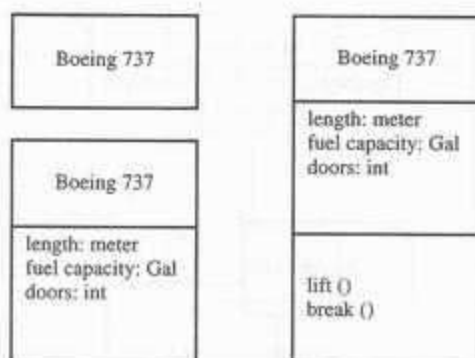 Boeing 737
Boeing 737
length: meter
fuel capacity: Gal
doors: int
Boeing 737
length: meter
fuel capacity: Gal
doors: int
lift ()
break ()